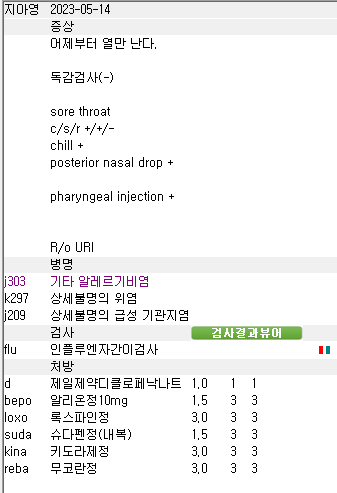 지아영 2023-05-14
증상
어제부터 열만 난다.
독감검사(-)
sore throat
c/s/r +/+/-
chill +
posterior nasal drop +
pharyngeal injection +
R/o URI
병명
j303 기타 알레르기비염
k297 상세불명의 위염
j209 상세불명의 급성 기관지염
검사 검사결과뷰어
flu 인플루엔자간이검사
처방
d 제일제약디클로페낙나트 1.0 1 1
bepo 알리온정10mg 1.5 3 3
loxo 록스파인정 3.0 3 3
suda 슈다펜정(내복) 1.5 3 3
kina 키도라제정 3.0 3 3
reba 무코란정 3.0 3 3